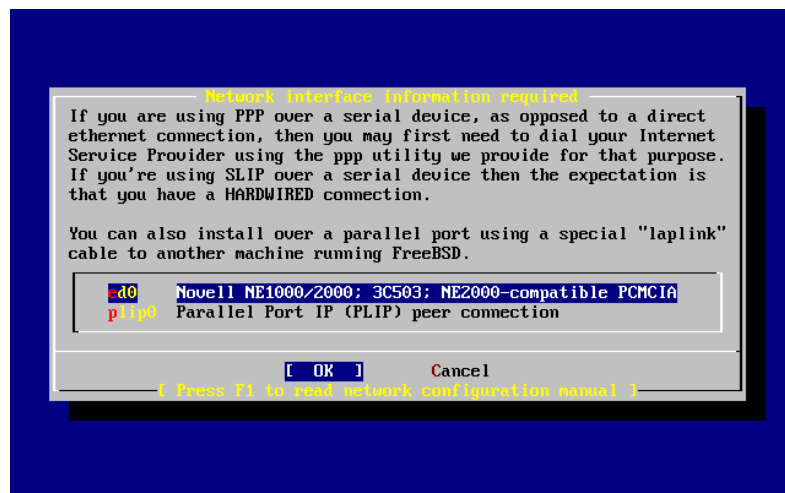 Network interface information required
If you are using PPP over a serial device, as opposed to a direct
ethernet connection, then you may first need to dial your Internet
Service Provider using the ppp utility we provide for that purpose.
If you're using SLIP over a serial device then the expectation is
that you have a HARDWIRED connection.
You can also install over a parallel port using a special "laplink"
cable to another machine running FreeBSD.
ed0 Novell NE1000/2000; 3C503; NE2000-compatible PCMCIA
plip0 Parallel Port IP (PLIP) peer connection
[ OK ] Cancel
[ Press F1 to read network configuration manual ]